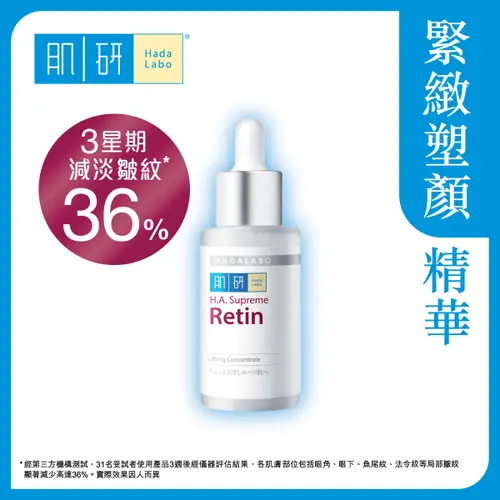 肌研
Hada
Labo
®
緊緻塑顏
精華
3星期
減淡皺紋*
36%
HADALABO
肌研
Hada
Labo
H.A. Supreme
Retin
Lifting Concentrate
*經第三方機構測試,31名受試者使用產品3週後經儀器評估結果,各肌膚部位包括眼角、眼下、魚尾紋、法令紋等局部皺紋
顯著減少高達36%。實際效果因人而異